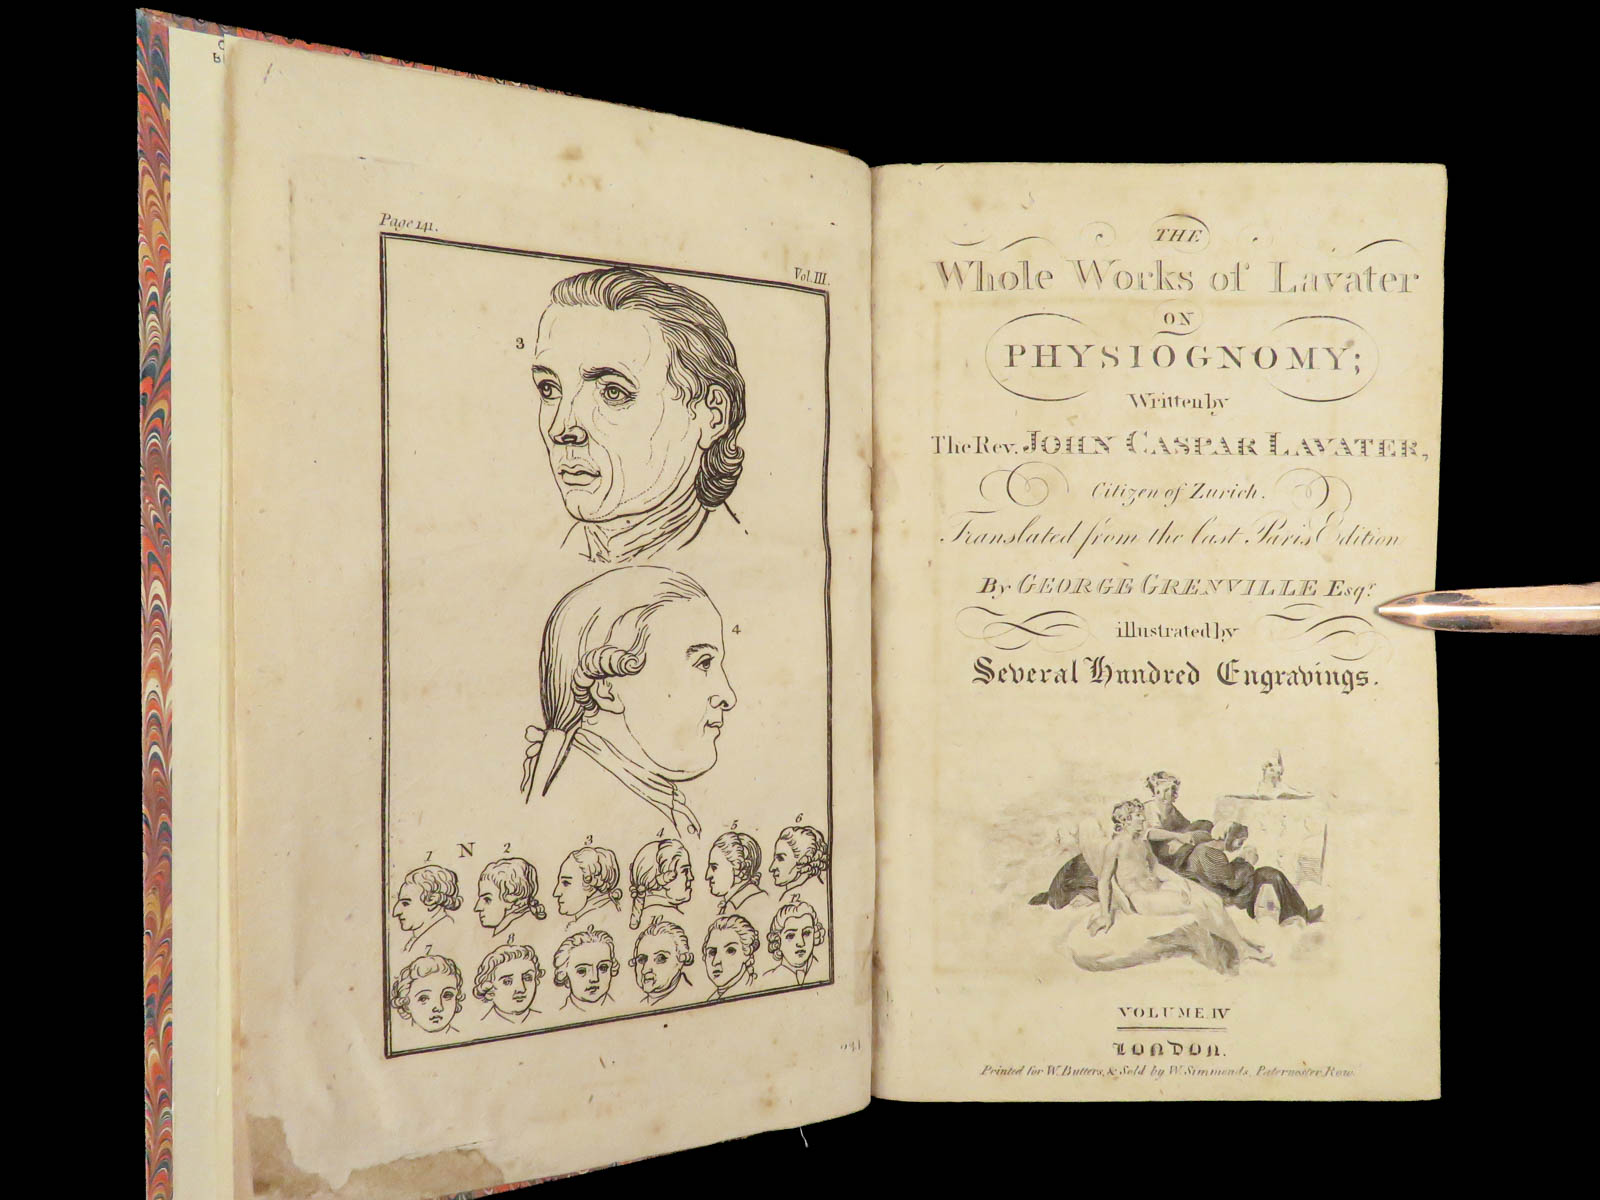 Page 141.
Vol. III.
3
4
1 N 2 3 4 5 6
7 8 9 10 11 12
THE
Whole Works of Lavater
ON
PHYSIOGNOMY;
Written by
The Rev. JOHN CASPAR LAVATER,
Citizen of Zurich.
Translated from the last Paris Edition
By GEORGE GRENVILLE Esqr.
illustrated by
Several Hundred Engravings.
VOLUME IV
LONDON.
Printed for W. Butters, & Sold by W. Simmonds, Paternoster Row.